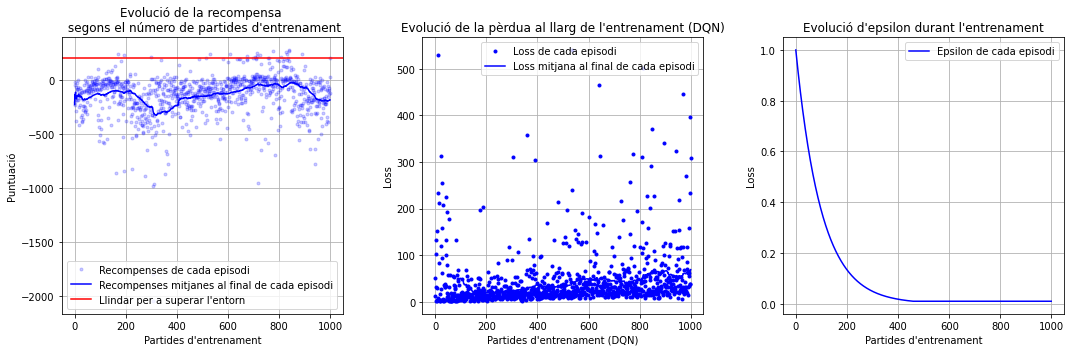 Evolució de la recompensa
segons el número de partides d'entrenament
Puntuació
0
−500
−1000
−1500
−2000
Recompenses de cada episodi
Recompenses mitjanes al final de cada episodi
Llindar per a superar l'entorn
0 200 400 600 800 1000
Partides d'entrenament
Evolució de la pèrdua al llarg de l'entrenament (DQN)
Loss
500
400
300
200
100
0
Loss de cada episodi
Loss mitjana al final de cada episodi
0 200 400 600 800 1000
Partides d'entrenament (DQN)
Evolució d'epsilon durant l'entrenament
Loss
1.0
0.8
0.6
0.4
0.2
0.0
Epsilon de cada episodi
0 200 400 600 800 1000
Partides d'entrenament